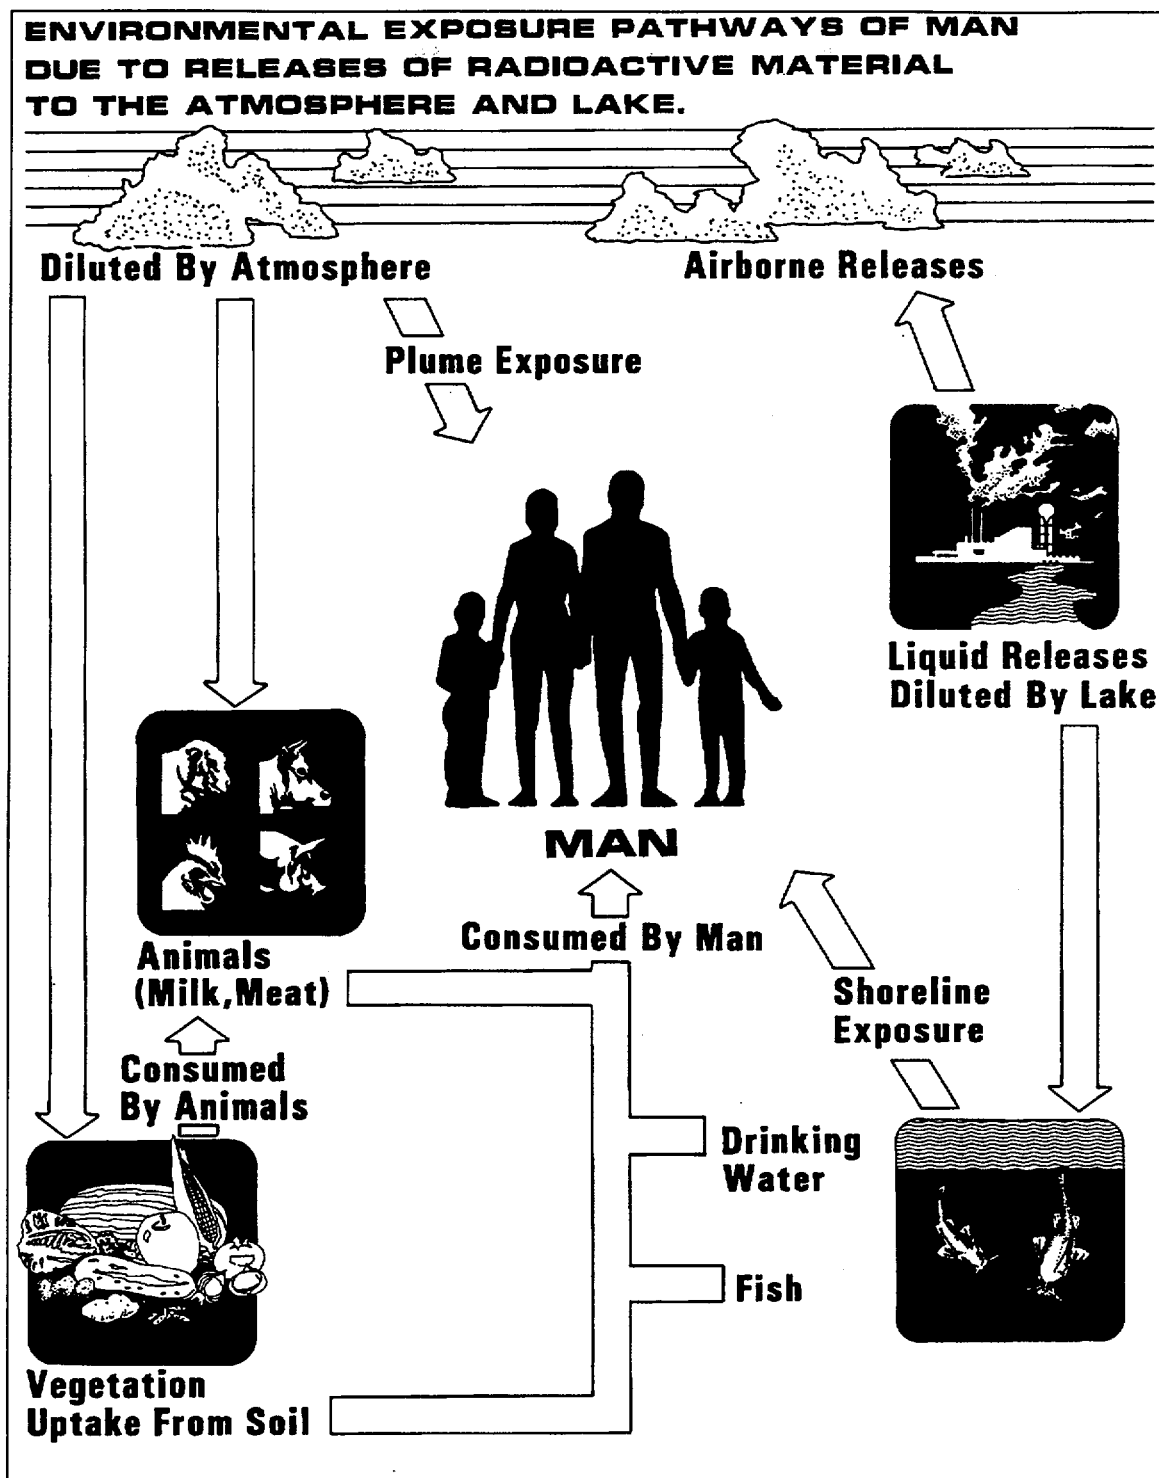 ENVIRONMENTAL EXPOSURE PATHWAYS OF MAN
DUE TO RELEASES OF RADIOACTIVE MATERIAL
TO THE ATMOSPHERE AND LAKE.
Diluted By Atmosphere
Airborne Releases
Plume Exposure
Liquid Releases
Diluted By Lake
MAN
Consumed By Man
Animals
(Milk,Meat)
Shoreline
Exposure
Consumed
By Animals
Drinking
Water
Fish
Vegetation
Uptake From Soil